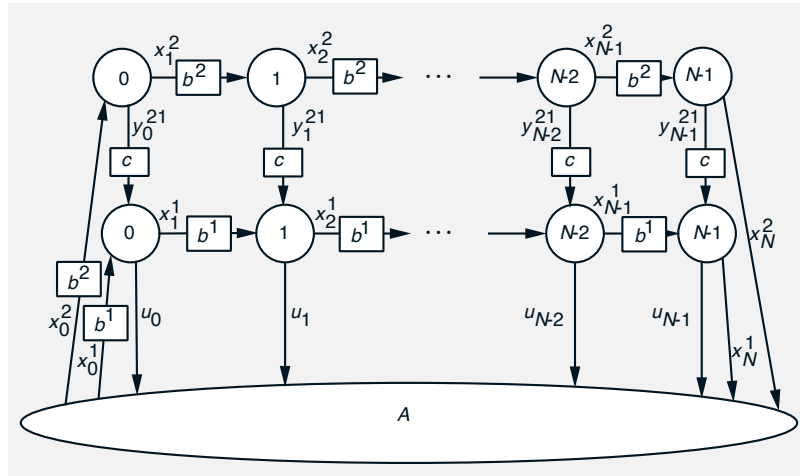 x_1^2 x_2^2 x_{N-1}^2
0 b^2 1 b^2 ... N-2 b^2 N-1
y_0^{21} y_1^{21} y_{N-2}^{21} y_{N-1}^{21}
c c c c
x_1^1 x_2^1 x_{N-1}^1
0 b^1 1 b^1 ... N-2 b^1 N-1 x_N^2
b^2
x_0^2 b^1 u_0 u_1 u_{N-2} u_{N-1}
x_0^1 x_N^1
A